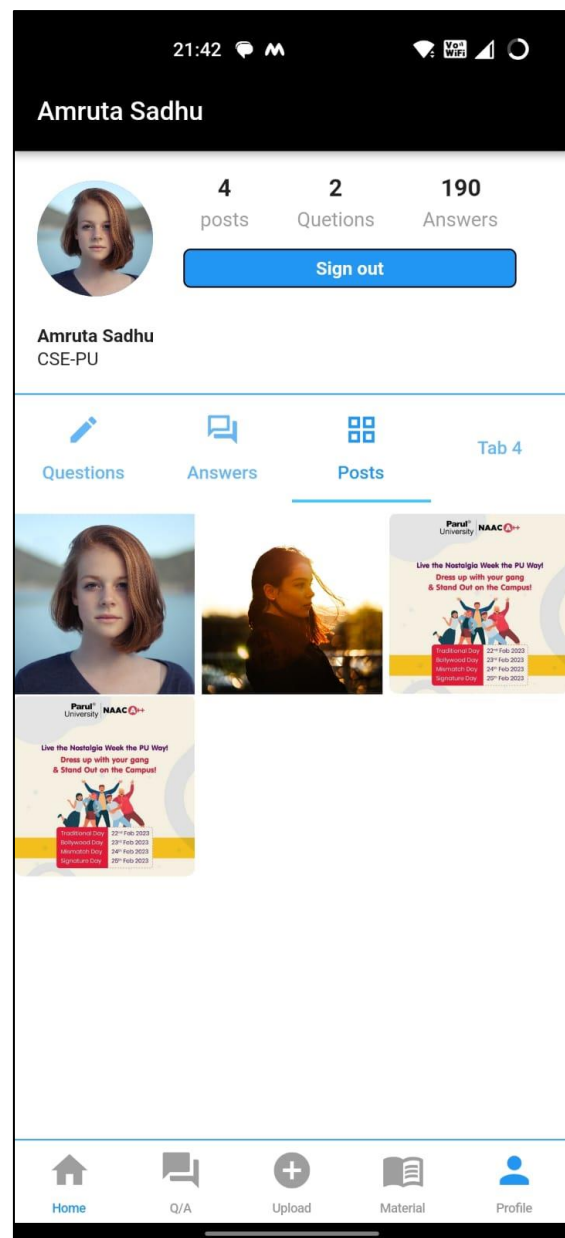 21:42
Vo))
WiFi
Amruta Sadhu
4 2 190
posts Quetions Answers
Sign out
Amruta Sadhu
CSE-PU
Questions Answers Posts Tab 4
Parul®
University NAAC A++
Live the Nostalgia Week the PU Way!
Dress up with your gang
& Stand Out on the Campus!
Traditional Day 22nd Feb 2023
Bollywood Day 23rd Feb 2023
Mismatch Day 24th Feb 2023
Signature Day 25th Feb 2023
Parul®
University NAAC A++
Live the Nostalgia Week the PU Way!
Dress up with your gang
& Stand Out on the Campus!
Traditional Day 22nd Feb 2023
Bollywood Day 23rd Feb 2023
Mismatch Day 24th Feb 2023
Signature Day 25th Feb 2023
Home Q/A Upload Material Profile